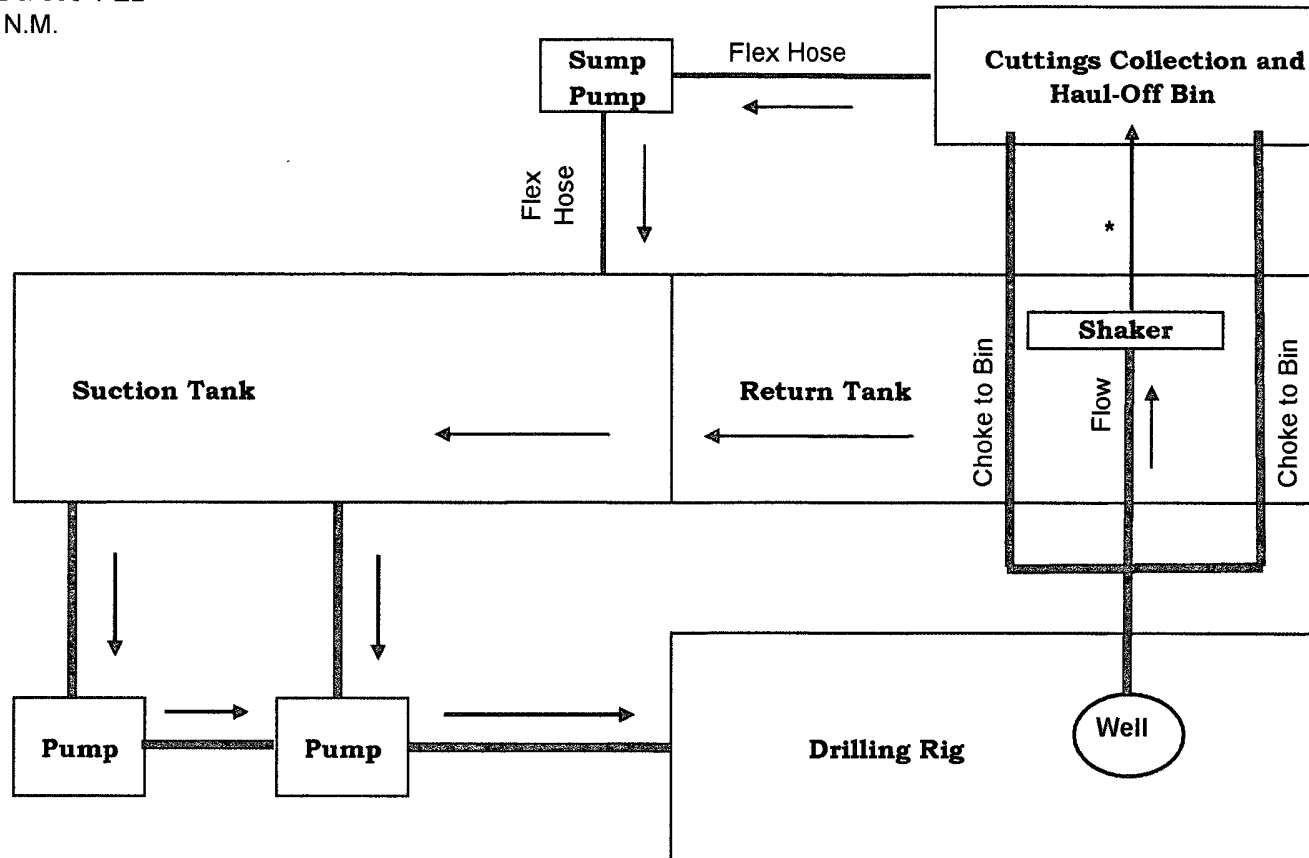 N.M.
Sump
Pump
Flex Hose
Cuttings Collection and
Haul-Off Bin
Flex
Hose
*
Shaker
Suction Tank
Return Tank
Choke to Bin
Flow
Choke to Bin
Pump
Pump
Drilling Rig
Well